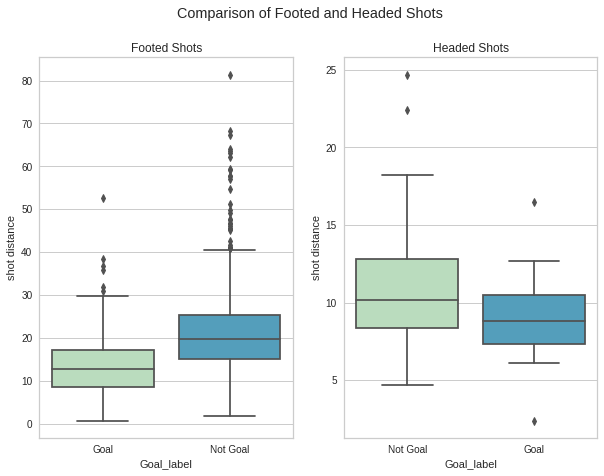 Comparison of Footed and Headed Shots
Footed Shots
80
70
60
50
40
30
20
10
0
shot distance
Goal
Not Goal
Goal_label
Headed Shots
25
20
15
10
5
shot distance
Not Goal
Goal
Goal_label